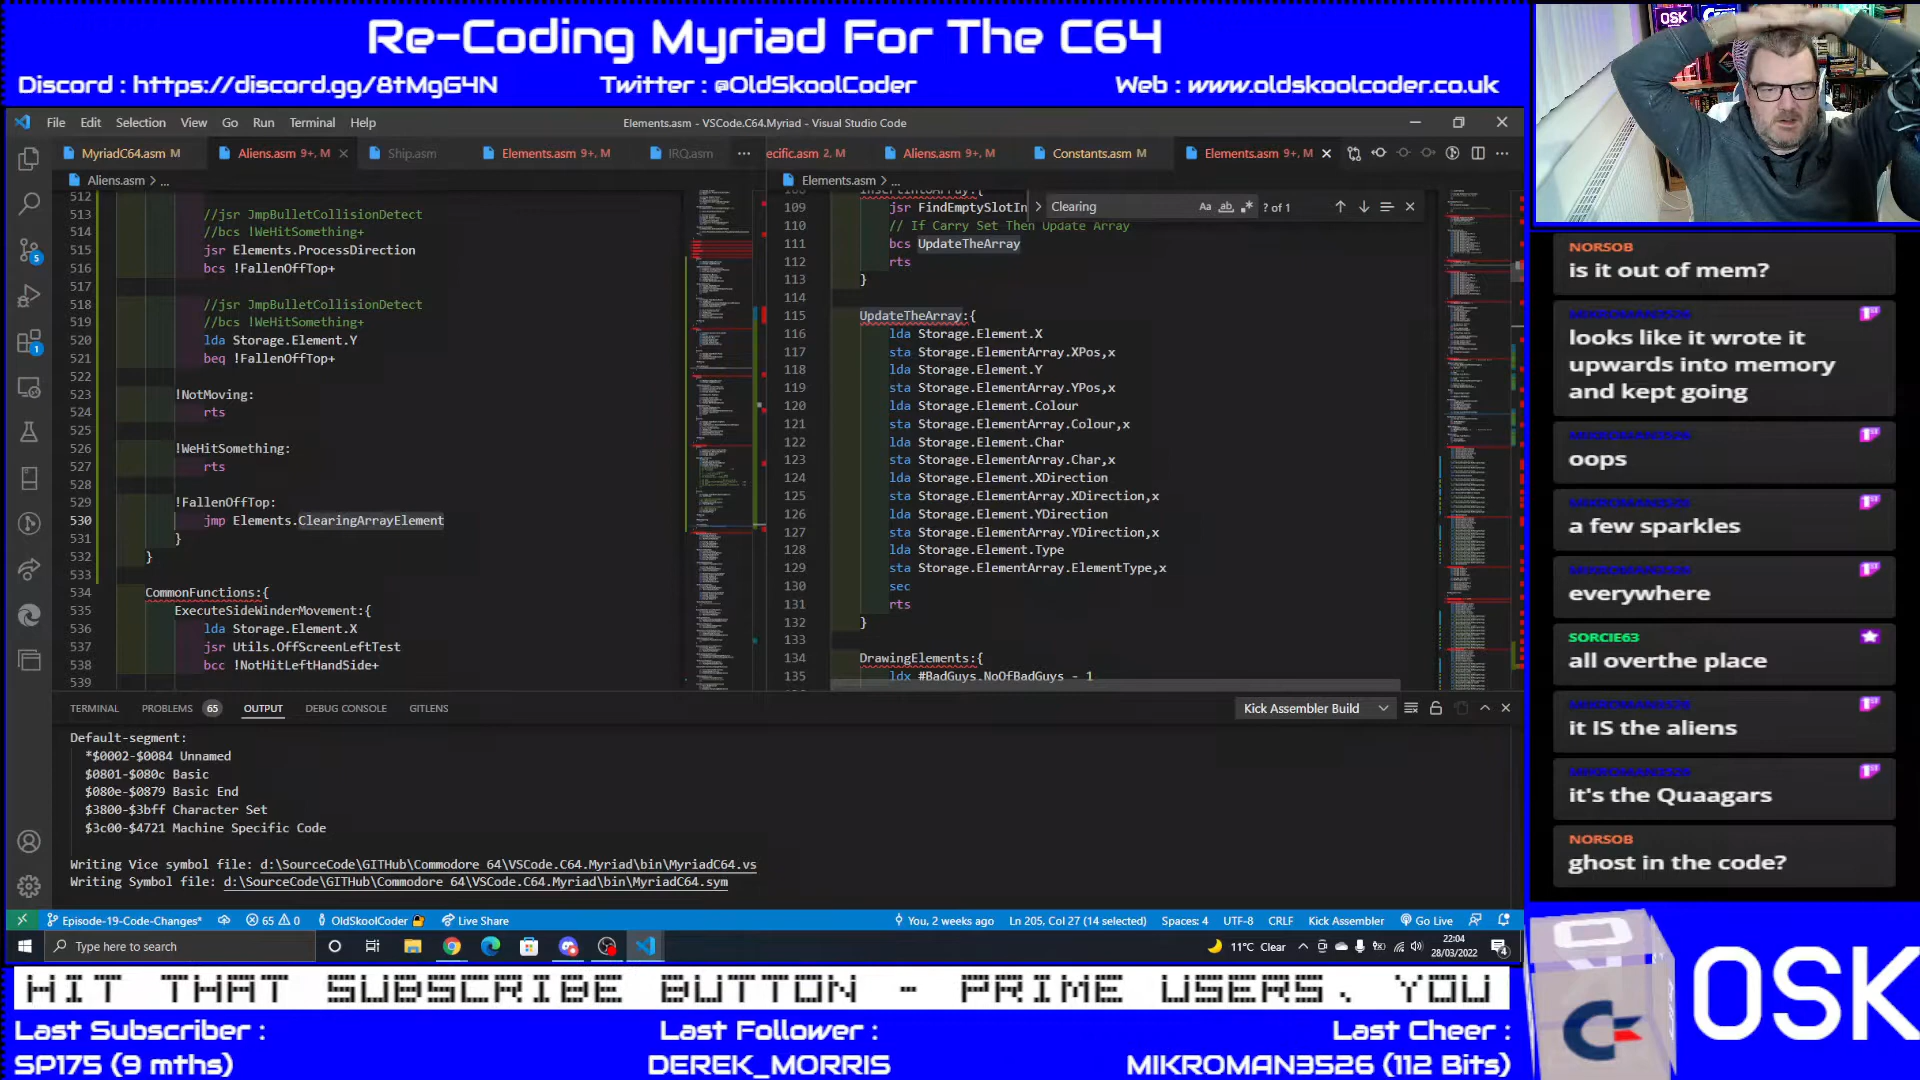 Re-Coding Myriad For The C64
Discord : https://discord.gg/8tMgG4N Twitter : @OldSkoolCoder Web : www.oldskoolcoder.co.uk
File Edit Selection View Go Run Terminal Help Elements.asm - VSCode.C64.Myriad - Visual Studio Code
MyriadC64.asm M Aliens.asm 9+, M Ship.asm Elements.asm 9+, M IRQ.asm ecific.asm 2, M Aliens.asm 9+, M Constants.asm M Elements.asm 9+, M
Aliens.asm > ...
512
513 //jsr JmpBulletCollisionDetect
514 //bcs !WeHitSomething+
515 jsr Elements.ProcessDirection
516 bcs !FallenOffTop+
517
518 //jsr JmpBulletCollisionDetect
519 //bcs !WeHitSomething+
520 lda Storage.Element.Y
521 beq !FallenOffTop+
522
523 !NotMoving:
524 rts
525
526 !WeHitSomething:
527 rts
528
529 !FallenOffTop:
530 jmp Elements.ClearingArrayElement
531 }
532 }
533
534 CommonFunctions:{
535 ExecuteSideWinderMovement:{
536 lda Storage.Element.X
537 jsr Utils.OffScreenLeftTest
538 bcc !NotHitLeftHandSide+
539
Elements.asm > ...
Clearing Aa ab ? of 1
InsertIntoArray:{
109 jsr FindEmptySlotIn
110 // If Carry Set Then Update Array
111 bcs UpdateTheArray
112 rts
113 }
114
115 UpdateTheArray:{
116 lda Storage.Element.X
117 sta Storage.ElementArray.XPos,x
118 lda Storage.Element.Y
119 sta Storage.ElementArray.YPos,x
120 lda Storage.Element.Colour
121 sta Storage.ElementArray.Colour,x
122 lda Storage.Element.Char
123 sta Storage.ElementArray.Char,x
124 lda Storage.Element.XDirection
125 sta Storage.ElementArray.XDirection,x
126 lda Storage.Element.YDirection
127 sta Storage.ElementArray.YDirection,x
128 lda Storage.Element.Type
129 sta Storage.ElementArray.ElementType,x
130 sec
131 rts
132 }
133
134 DrawingElements:{
135 ldx #BadGuys.NoOfBadGuys - 1
TERMINAL PROBLEMS 65 OUTPUT DEBUG CONSOLE GITLENS Kick Assembler Build
Default-segment:
*$0002-$0084 Unnamed
$0801-$080c Basic
$080e-$0879 Basic End
$3800-$3bff Character Set
$3c00-$4721 Machine Specific Code
Writing Vice symbol file: d:\SourceCode\GITHub\Commodore 64\VSCode.C64.Myriad\bin\MyriadC64.vs
Writing Symbol file: d:\SourceCode\GITHub\Commodore 64\VSCode.C64.Myriad\bin\MyriadC64.sym
Episode-19-Code-Changes* 65 0 OldSkoolCoder Live Share You, 2 weeks ago Ln 205, Col 27 (14 selected) Spaces: 4 UTF-8 CRLF Kick Assembler Go Live
Type here to search 11°C Clear 22:04
28/03/2022
NORSOB
is it out of mem?
looks like it wrote it
upwards into memory
and kept going
oops
a few sparkles
everywhere
SORCIE63
all overthe place
it IS the aliens
it's the Quaagars
NORSOB
ghost in the code?
HIT THAT SUBSCRIBE BUTTON - PRIME USERS, YOU
Last Subscriber : Last Follower : Last Cheer :
SP175 (9 mths) DEREK_MORRIS MIKROMAN3526 (112 Bits)
OSK